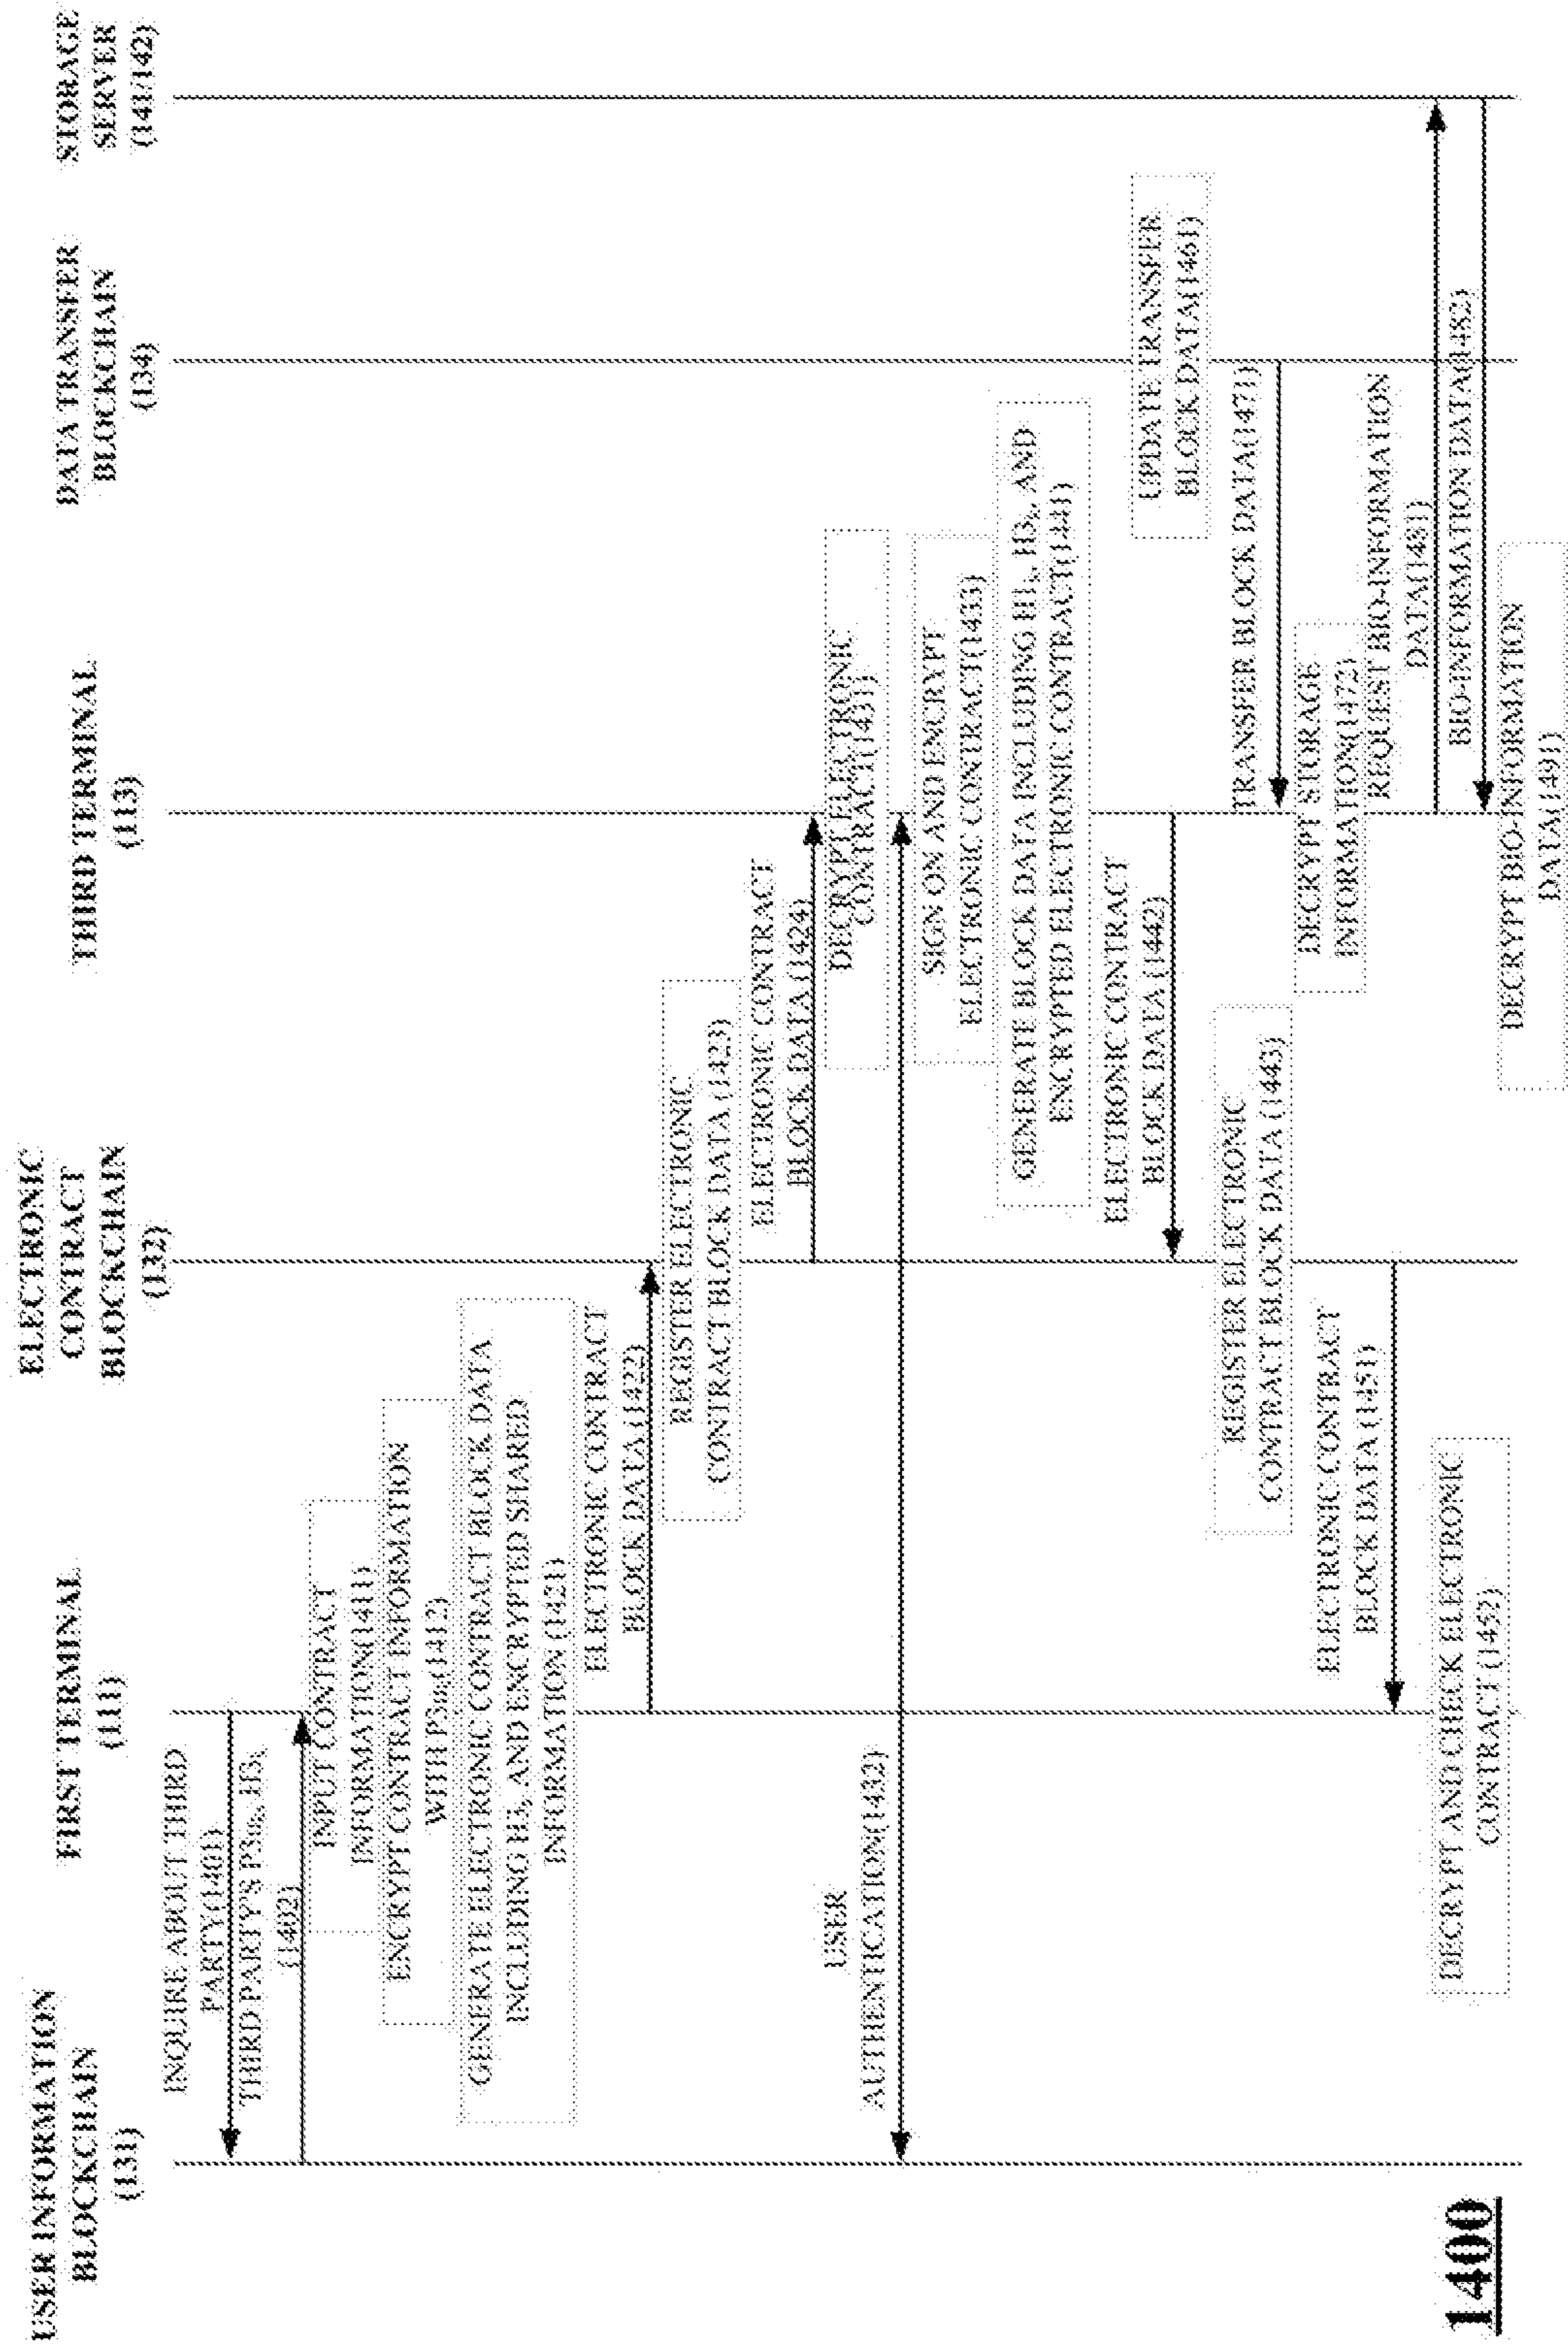 USER INFORMATION
BLOCKCHAIN
(131)
FIRST TERMINAL
(111)
ELECTRONIC
CONTRACT
BLOCKCHAIN
(132)
THIRD TERMINAL
(113)
DATA TRANSFER
BLOCKCHAIN
(134)
STORAGE
SERVER
(141/142)
INQUIRE ABOUT THIRD
PARTY(1401)
THIRD PARTY'S
(1402)
INPUT CONTRACT
INFORMATION(1411)
ENCRYPT CONTRACT INFORMATION
WITH (1412)
GENERATE ELECTRONIC CONTRACT BLOCK DATA
INCLUDING AND ENCRYPTED SHARED
INFORMATION (1421)
ELECTRONIC CONTRACT
BLOCK DATA (1422)
REGISTER ELECTRONIC
CONTRACT BLOCK DATA (1423)
ELECTRONIC CONTRACT
BLOCK DATA (1424)
DECRYPT ELECTRONIC
CONTRACT(1431)
USER
AUTHENTICATION(1432)
SIGN ON AND ENCRYPT
ELECTRONIC CONTRACT(1433)
GENERATE BLOCK DATA INCLUDING AND
ENCRYPTED ELECTRONIC CONTRACT(1441)
ELECTRONIC CONTRACT
BLOCK DATA (1442)
REGISTER ELECTRONIC
CONTRACT BLOCK DATA (1443)
ELECTRONIC CONTRACT
BLOCK DATA (1451)
DECRYPT AND CHECK ELECTRONIC
CONTRACT (1452)
UPDATE TRANSFER
BLOCK DATA(1461)
TRANSFER BLOCK DATA(1471)
DECRYPT STORAGE
INFORMATION(1472)
REQUEST BIO-INFORMATION
DATA(1481)
BIO-INFORMATION DATA(1482)
DECRYPT BIO-INFORMATION
DATA(1491)
1400